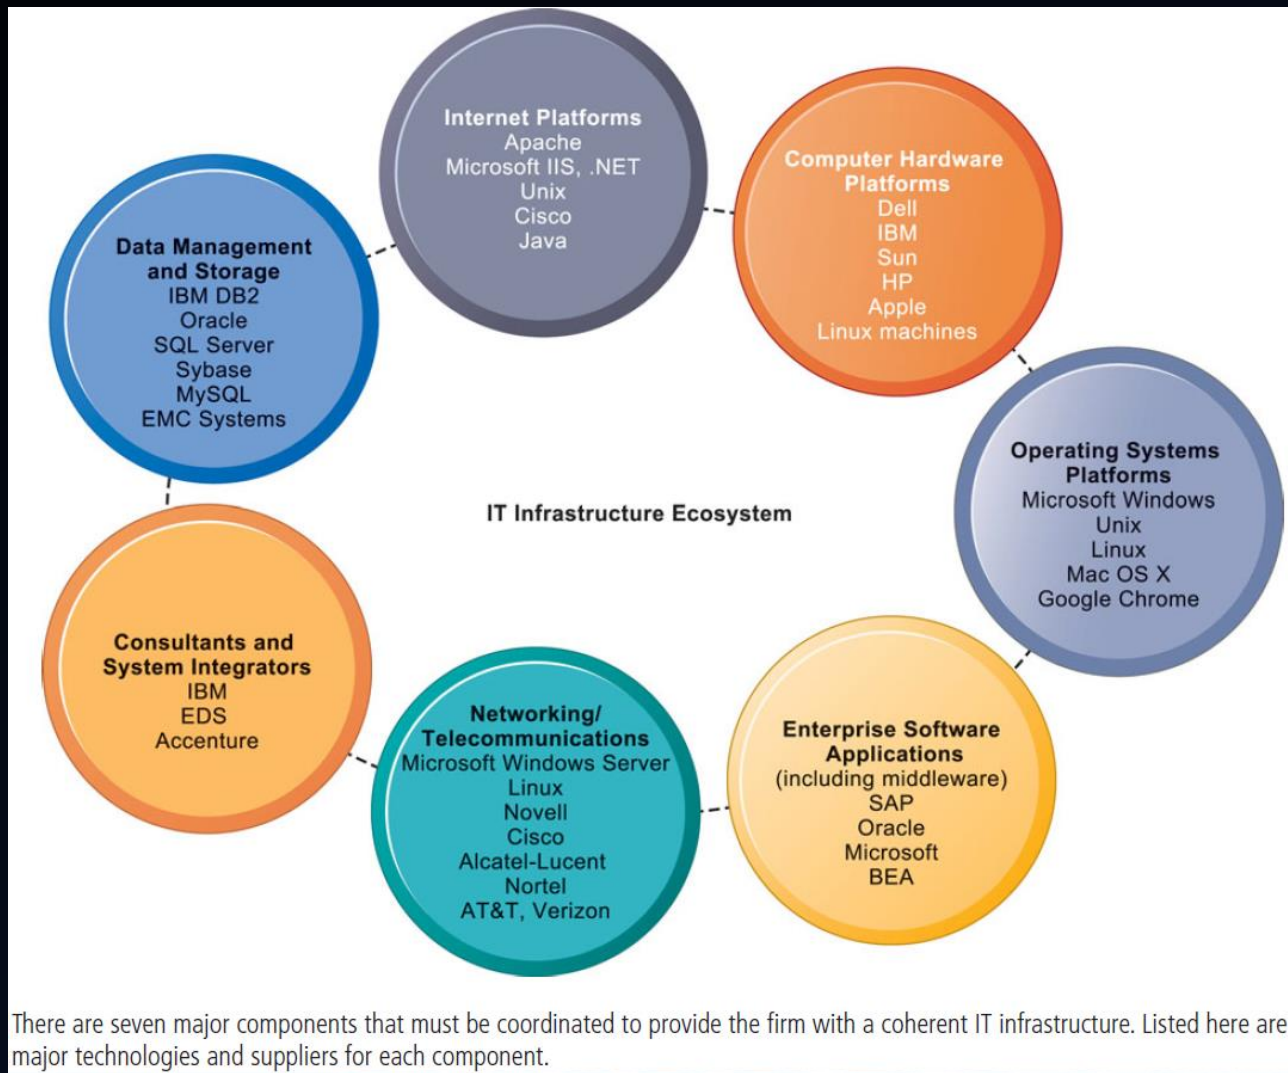 Internet Platforms
Apache
Microsoft IIS, .NET
Unix
Cisco
Java
Computer Hardware
Platforms
Dell
IBM
Sun
HP
Apple
Linux machines
Data Management
and Storage
IBM DB2
Oracle
SQL Server
Sybase
MySQL
EMC Systems
Operating Systems
Platforms
Microsoft Windows
Unix
Linux
Mac OS X
Google Chrome
IT Infrastructure Ecosystem
Consultants and
System Integrators
IBM
EDS
Accenture
Networking/
Telecommunications
Microsoft Windows Server
Linux
Novell
Cisco
Alcatel-Lucent
Nortel
AT&T, Verizon
Enterprise Software
Applications
(including middleware)
SAP
Oracle
Microsoft
BEA
There are seven major components that must be coordinated to provide the firm with a coherent IT infrastructure. Listed here are
major technologies and suppliers for each component.